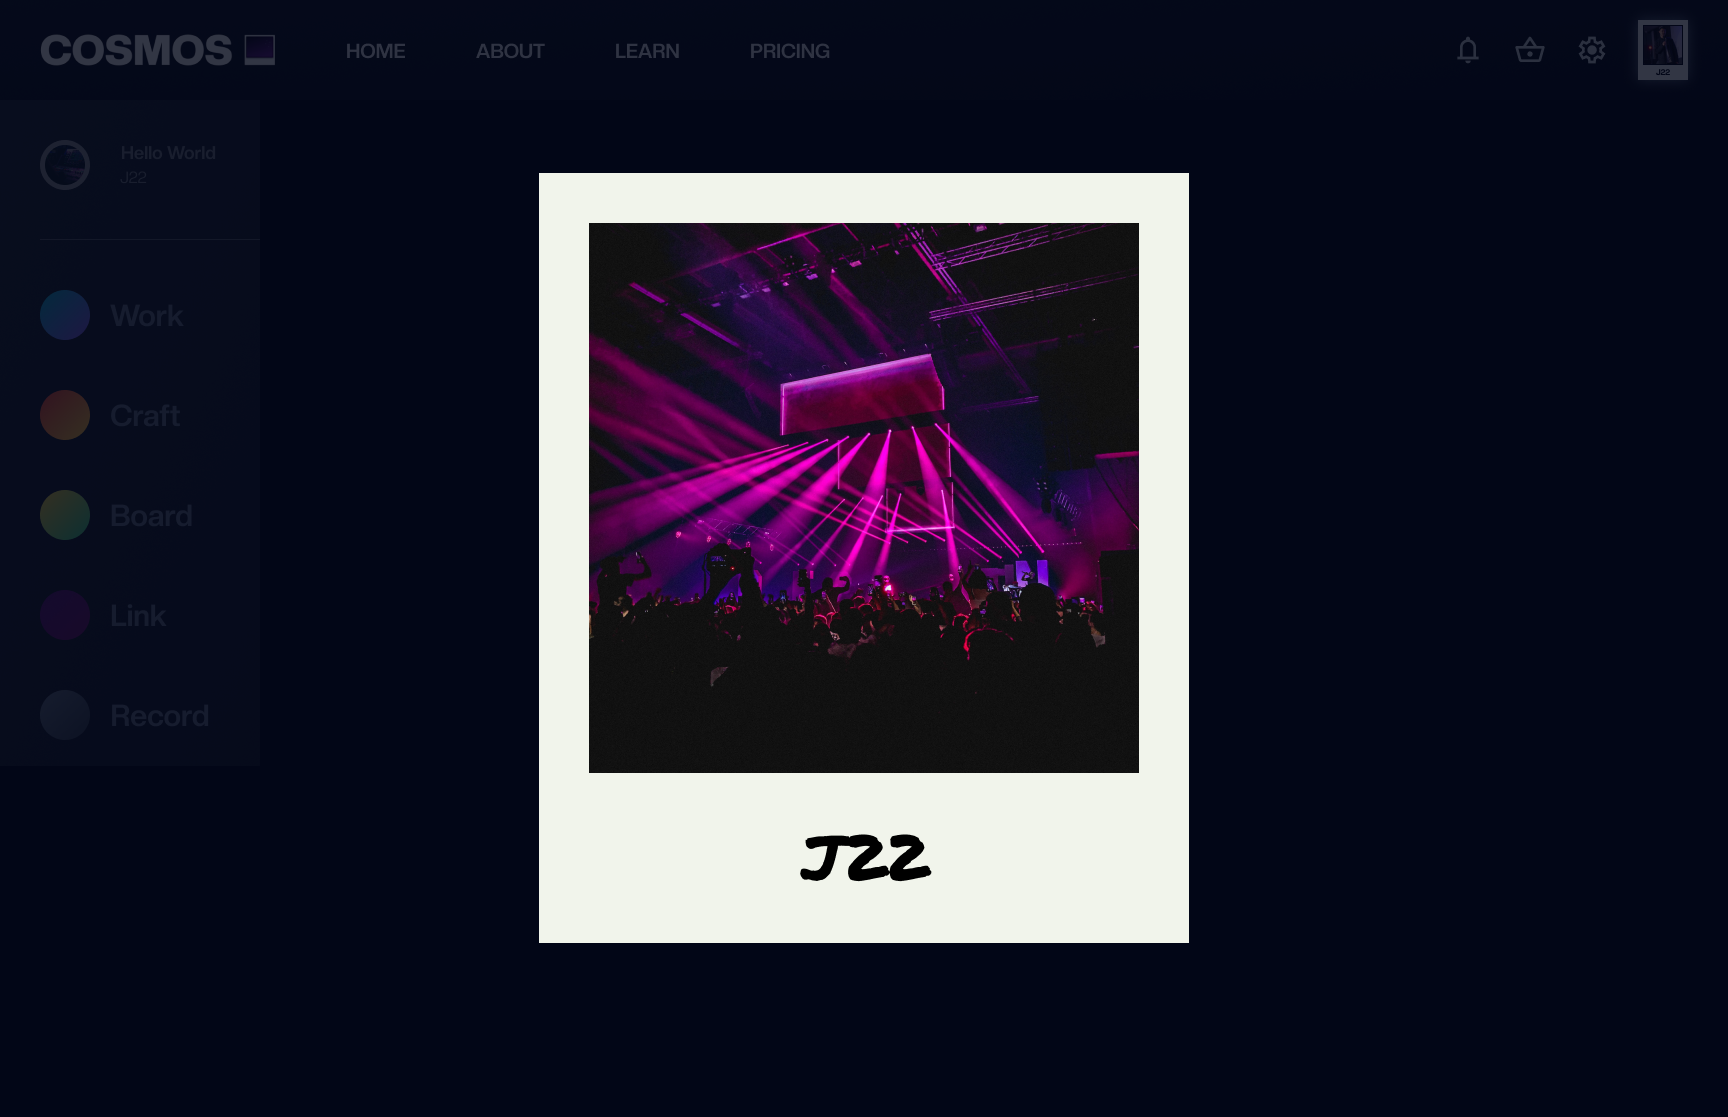 COSMOS
HOME
ABOUT
LEARN
PRICING
J22
Hello World
J22
Work
Craft
Board
Link
Record
J22